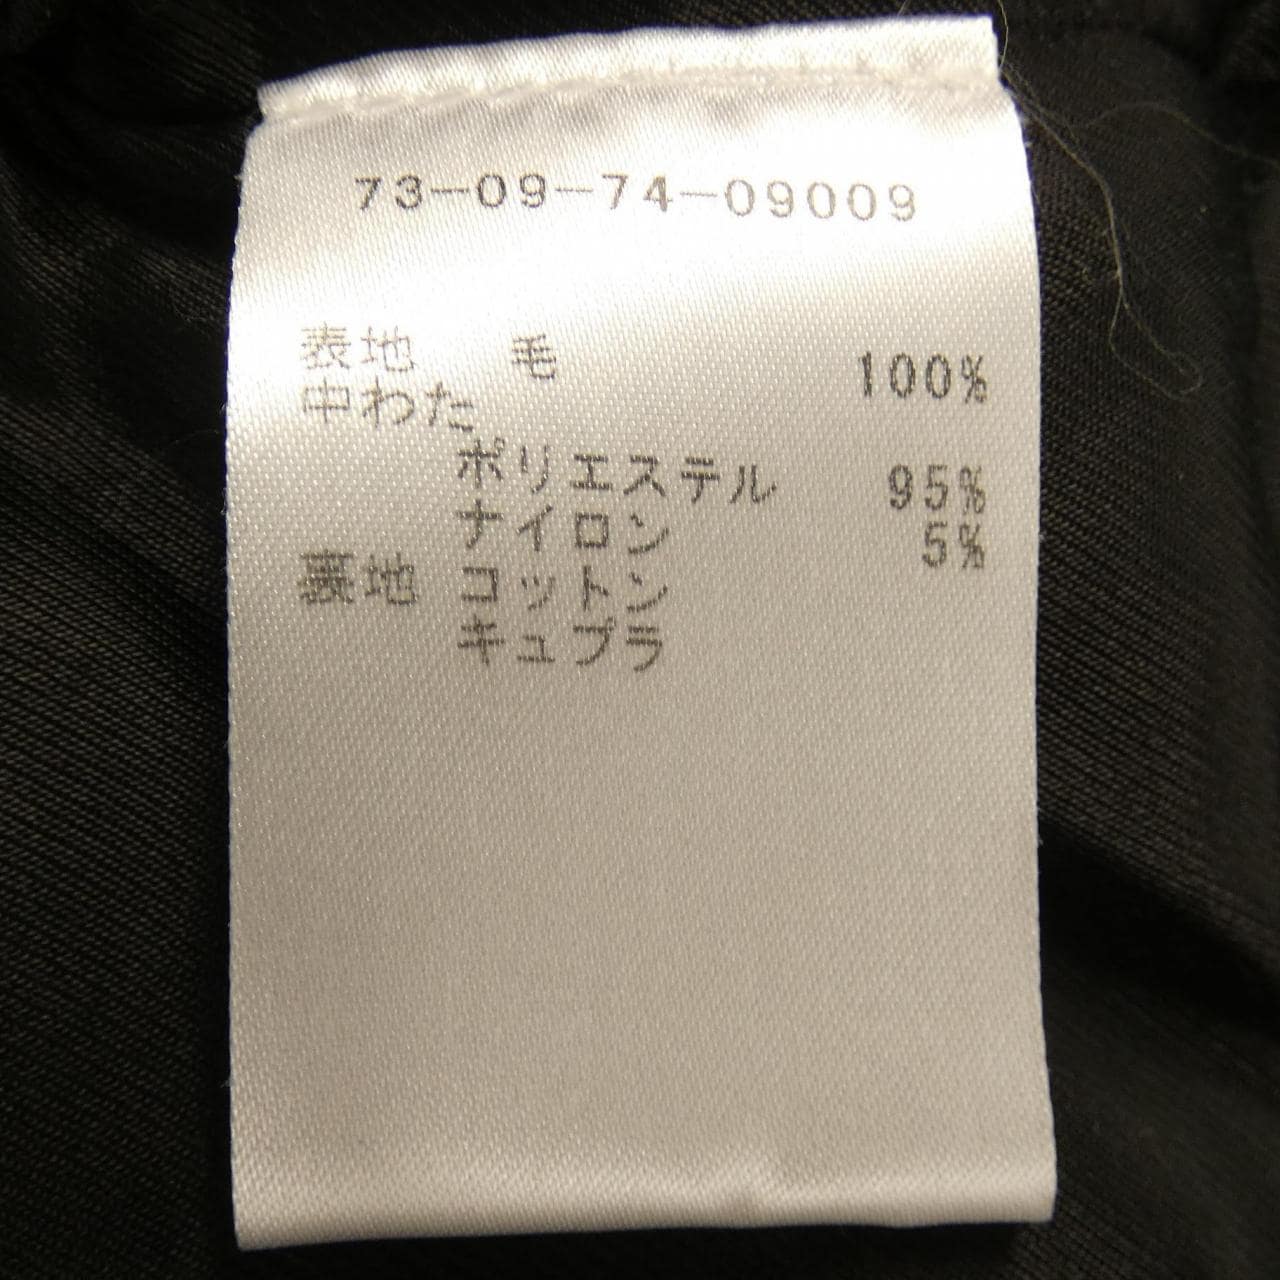 73-09-74-09009
表地 毛 100%
中わた
ポリエステル 95%
ナイロン 5%
裏地 コットン
キュプラ